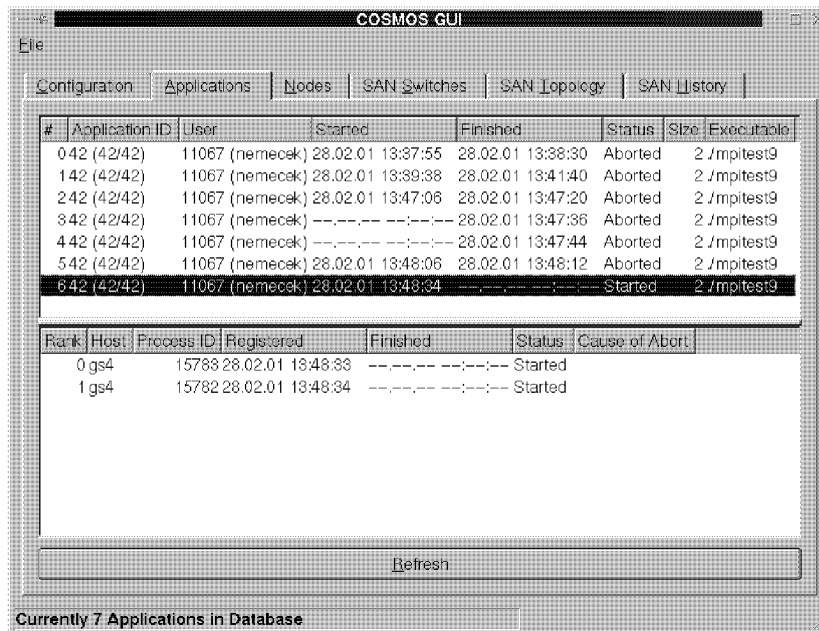 COSMOS GUI
File
Configuration Applications Nodes SAN Switches SAN Topology SAN History
# Application ID User Started Finished Status Size Executable
0 42 (42/42) 11067 (nemecek) 28.02.01 13:37:55 28.02.01 13:38:30 Aborted 2 ./mpitest9
1 42 (42/42) 11067 (nemecek) 28.02.01 13:39:38 28.02.01 13:41:40 Aborted 2 ./mpitest9
2 42 (42/42) 11067 (nemecek) 28.02.01 13:47:06 28.02.01 13:47:20 Aborted 2 ./mpitest9
3 42 (42/42) 11067 (nemecek) --.--.-- --:--:-- 28.02.01 13:47:36 Aborted 2 ./mpitest9
4 42 (42/42) 11067 (nemecek) --.--.-- --:--:-- 28.02.01 13:47:44 Aborted 2 ./mpitest9
5 42 (42/42) 11067 (nemecek) 28.02.01 13:48:06 28.02.01 13:48:12 Aborted 2 ./mpitest9
6 42 (42/42) 11067 (nemecek) 28.02.01 13:48:34 --.--.-- --:--:-- Started 2 ./mpitest9
Rank Host Process ID Registered Finished Status Cause of Abort
0 gs4 15783 28.02.01 13:48:33 --.--.-- --:--:-- Started
1 gs4 15782 28.02.01 13:48:34 --.--.-- --:--:-- Started
Refresh
Currently 7 Applications in Database